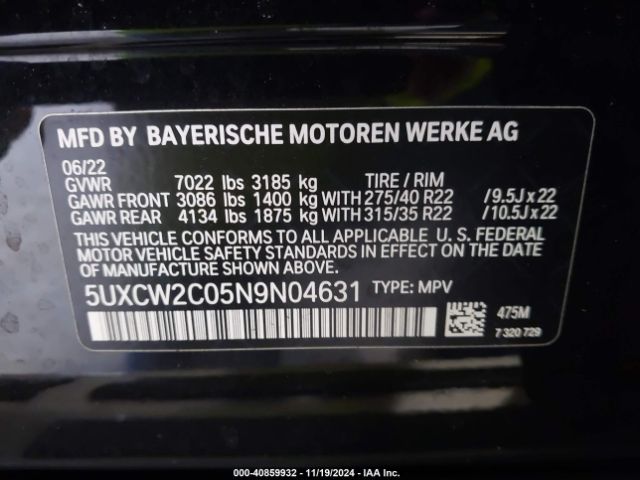 MFD BY BAYERISCHE MOTOREN WERKE AG
06/22
GVWR 7022 lbs 3185 kg TIRE / RIM
GAWR FRONT 3086 lbs 1400 kg WITH 275/40 R22 /9.5J x 22
GAWR REAR 4134 lbs 1875 kg WITH 315/35 R22 /10.5J x 22
THIS VEHICLE CONFORMS TO ALL APPLICABLE U. S. FEDERAL
MOTOR VEHICLE SAFETY STANDARDS IN EFFECT ON THE DATE
OF MANUFACTURE SHOWN ABOVE.
5UXCW2C05N9N04631 TYPE: MPV
475M
7 320 729
000-40859932 - 11/19/2024 - IAAI.CA